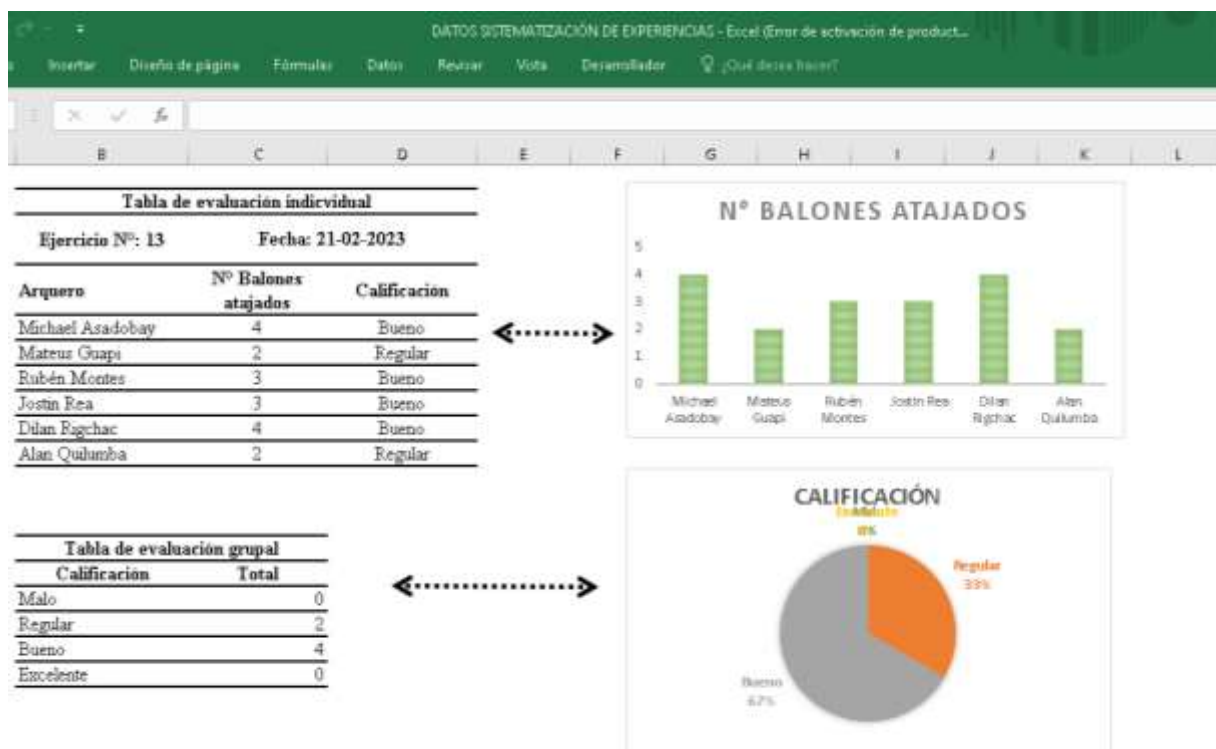 DATOS SISTEMATIZACIÓN DE EXPERIENCIAS - Excel (Error de activación de product...
Insertar Diseño de página Fórmulas Datos Revisar Vista Desarrollador ¿Qué desea hacer?
fx
B C D E F G H I J K L
Tabla de evaluación indicvidual
Ejercicio Nº: 13 Fecha: 21-02-2023
Arquero Nº Balones atajados Calificación
Michael Asadobay 4 Bueno
Mateus Guapi 2 Regular
Rubén Montes 3 Bueno
Jostin Rea 3 Bueno
Dilan Rigchac 4 Bueno
Alan Quilumba 2 Regular
Nº BALONES ATAJADOS
5
4
3
2
1
0
Michael Asadobay
Mateus Guapi
Rubén Montes
Jostin Rea
Dilan Rigchac
Alan Quilumba
Tabla de evaluación grupal
Calificación Total
Malo 0
Regular 2
Bueno 4
Excelente 0
CALIFICACIÓN
Regular
33%
Bueno
67%